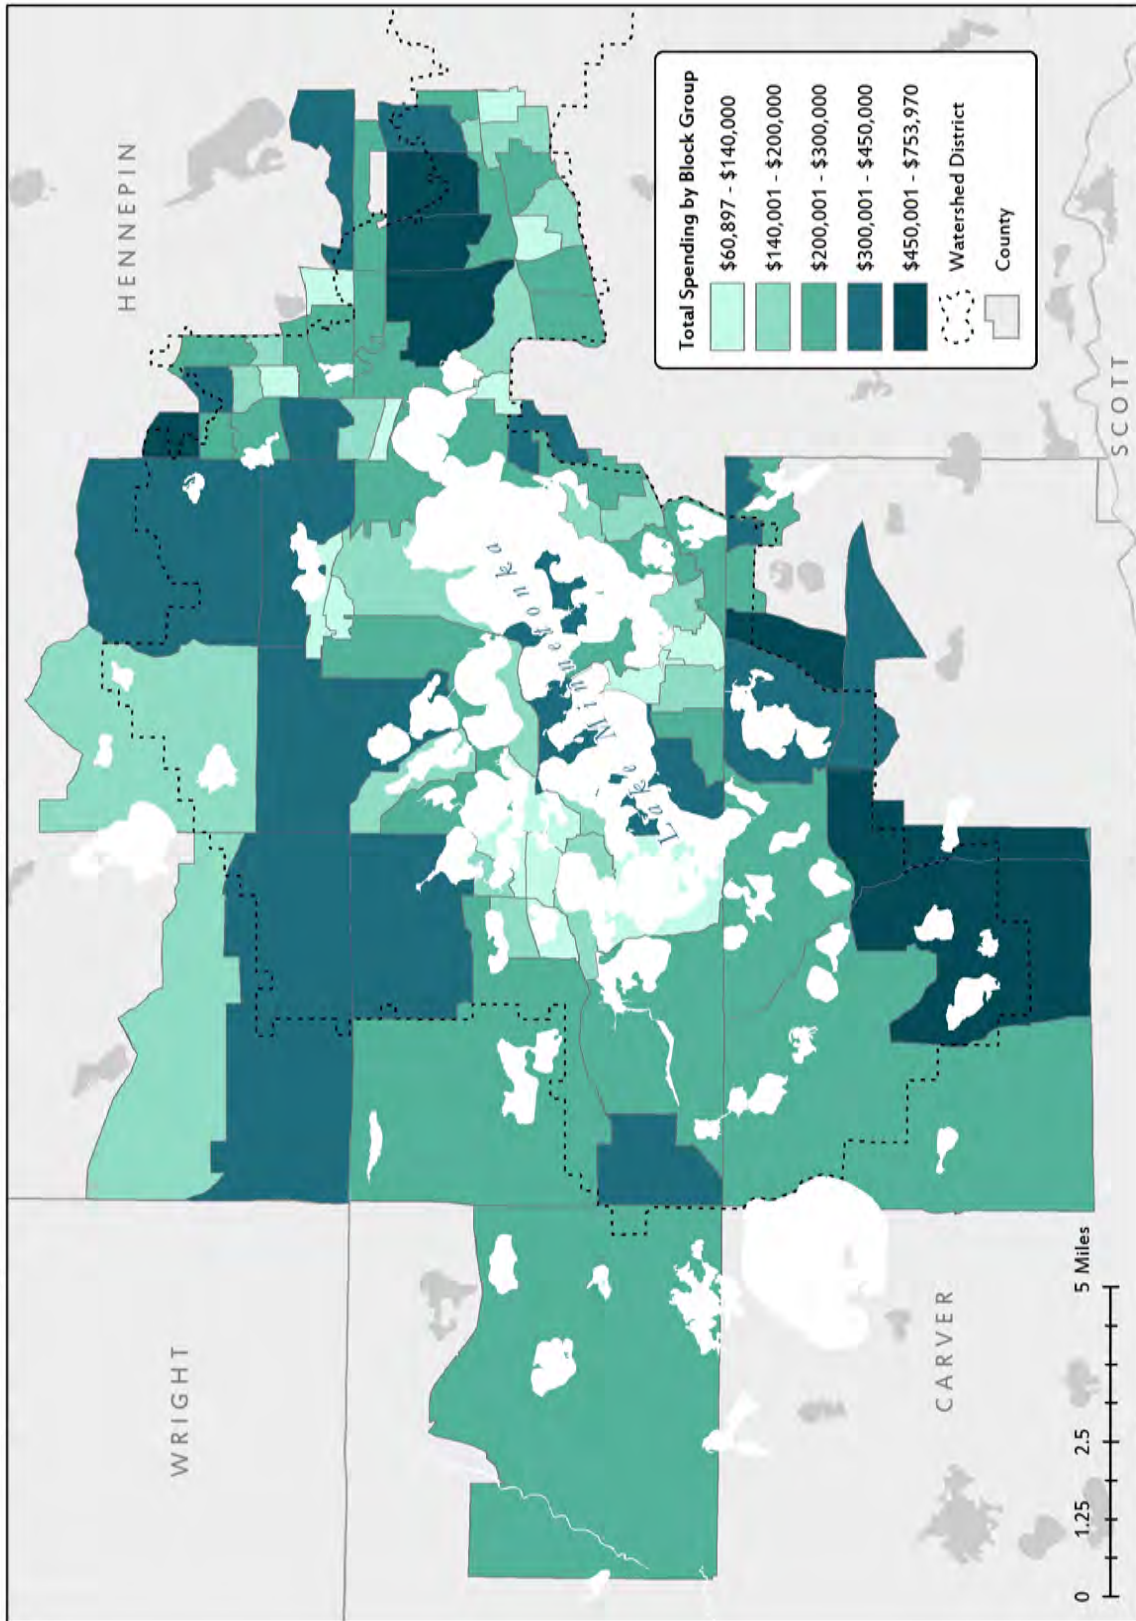 HENNEPIN
WRIGHT
Lake Minnetonka
CARVER
SCOTT
Total Spending by Block Group
$60,897 - $140,000
$140,001 - $200,000
$200,001 - $300,000
$300,001 - $450,000
$450,001 - $753,970
Watershed District
County
0 1.25 2.5 5 Miles